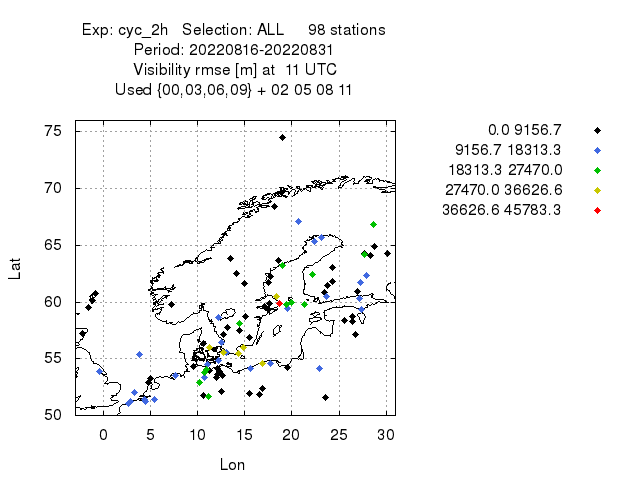 Exp: cyc_2h Selection: ALL 98 stations
Period: 20220816-20220831
Visibility rmse [m] at 11 UTC
Used {00,03,06,09} + 02 05 08 11
75
70
65
60
55
50
Lat
0 5 10 15 20 25 30
Lon
0.0 9156.7
9156.7 18313.3
18313.3 27470.0
27470.0 36626.6
36626.6 45783.3